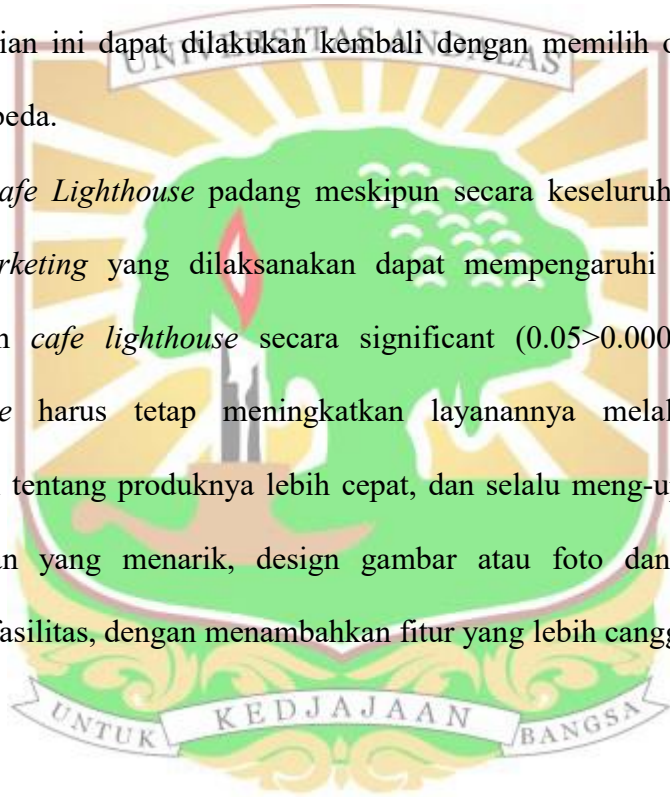 UNIVERSITAS ANDALAS
ian ini dapat dilakukan kembali dengan memilih
beda.
afe Lighthouse padang meskipun secara keseluruh
rketing yang dilaksanakan dapat mempengaruhi
n cafe lighthouse secara significant (0.05>0.000
e harus tetap meningkatkan layanannya mela
tentang produknya lebih cepat, dan selalu meng-u
an yang menarik, design gambar atau foto dan
fasilitas, dengan menambahkan fitur yang lebih cangg
UNTUK KEDJAJAAN BANGSA